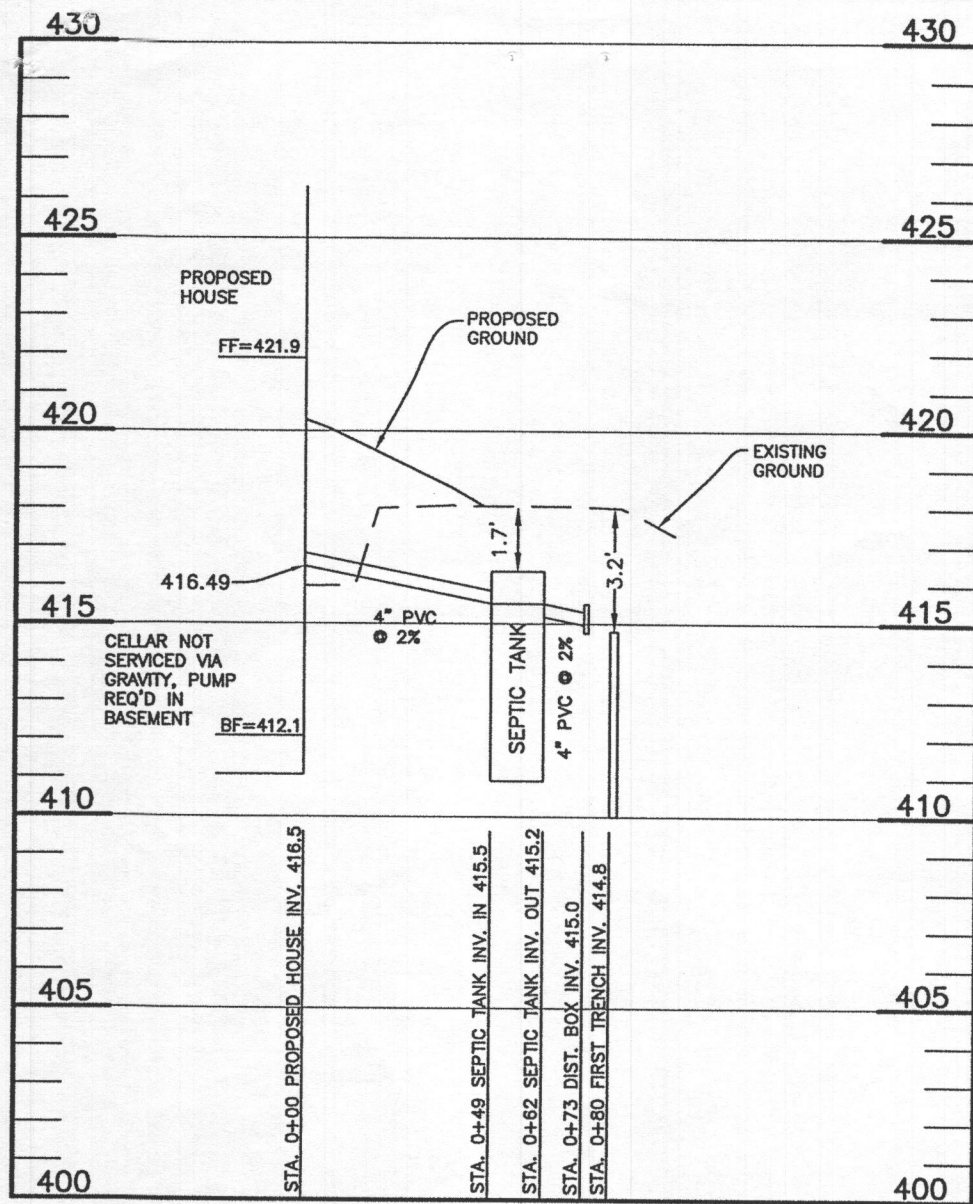 430
430
425
425
PROPOSED
HOUSE
PROPOSED
GROUND
FF=421.9
420
420
EXISTING
GROUND
1.7'
3.2'
416.49
415
415
4" PVC
@ 2%
CELLAR NOT
SERVICED VIA
GRAVITY, PUMP
REQ'D IN
BASEMENT
SEPTIC TANK
4" PVC @ 2%
BF=412.1
410
410
STA. 0+00 PROPOSED HOUSE INV. 416.5
STA. 0+49 SEPTIC TANK INV. IN 415.5
STA. 0+62 SEPTIC TANK INV. OUT 415.2
STA. 0+73 DIST. BOX INV. 415.0
STA. 0+80 FIRST TRENCH INV. 414.8
405
405
400
400